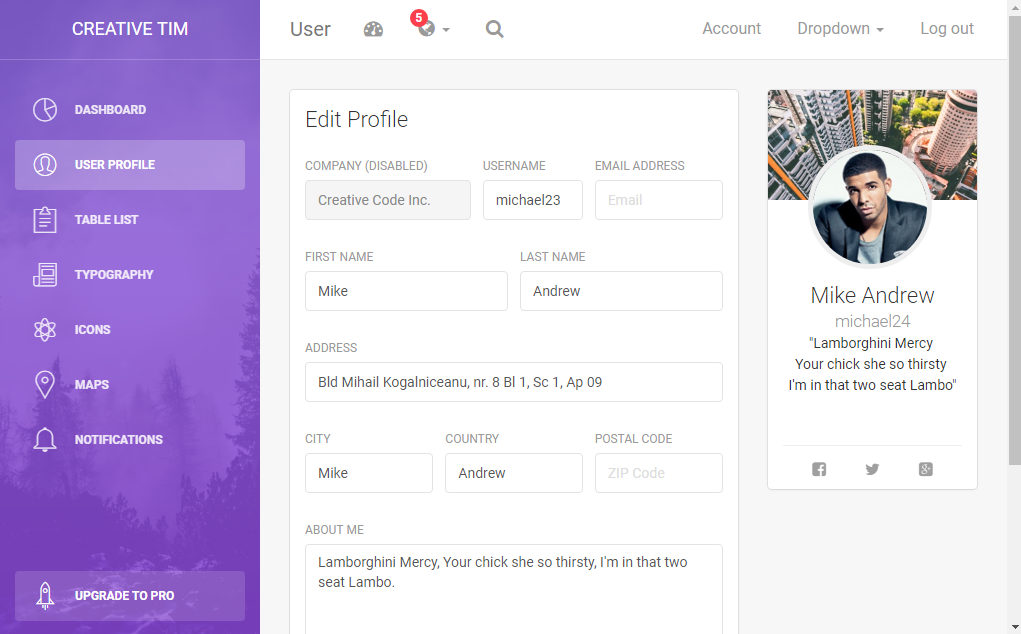 CREATIVE TIM
DASHBOARD
USER PROFILE
TABLE LIST
TYPOGRAPHY
ICONS
MAPS
NOTIFICATIONS
UPGRADE TO PRO
User
5
Account
Dropdown
Log out
Edit Profile
COMPANY (DISABLED) USERNAME EMAIL ADDRESS
Creative Code Inc. michael23 Email
FIRST NAME LAST NAME
Mike Andrew
ADDRESS
Bld Mihail Kogalniceanu, nr. 8 Bl 1, Sc 1, Ap 09
CITY COUNTRY POSTAL CODE
Mike Andrew ZIP Code
ABOUT ME
Lamborghini Mercy, Your chick she so thirsty, I'm in that two
seat Lambo.
Mike Andrew
michael24
"Lamborghini Mercy
Your chick she so thirsty
I'm in that two seat Lambo"